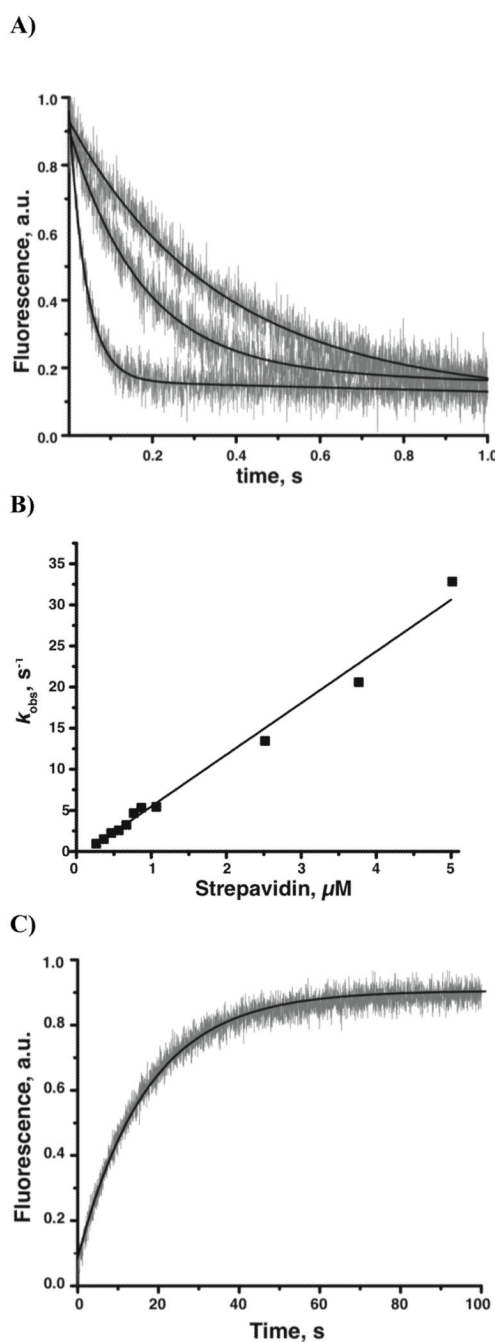 A)
1.0
0.8
0.6
0.4
0.2
0.0
Fluorescence, a.u.
0.2 0.4 0.6 0.8 1.0
time, s
B)
35
30
25
20
15
10
5
0
kobs, s-1
0 1 2 3 4 5
Strepavidin, µM
C)
1.0
0.8
0.6
0.4
0.2
0.0
Fluorescence, a.u.
0 20 40 60 80 100
Time, s